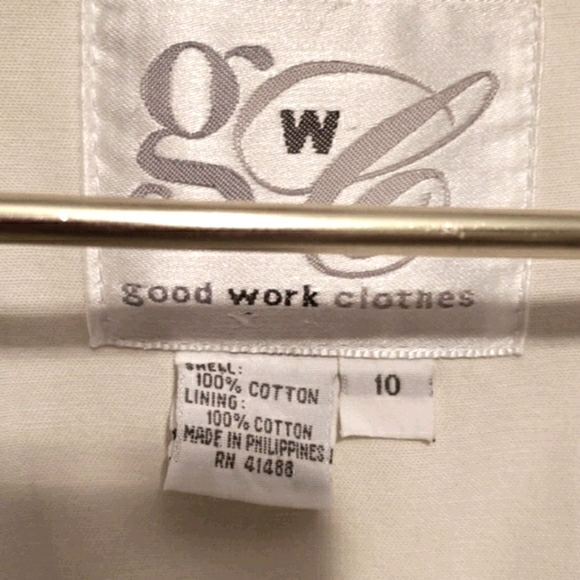 g W C
good work clothes
SHELL:
100% COTTON
LINING:
100% COTTON
MADE IN PHILIPPINES
RN 41488
10